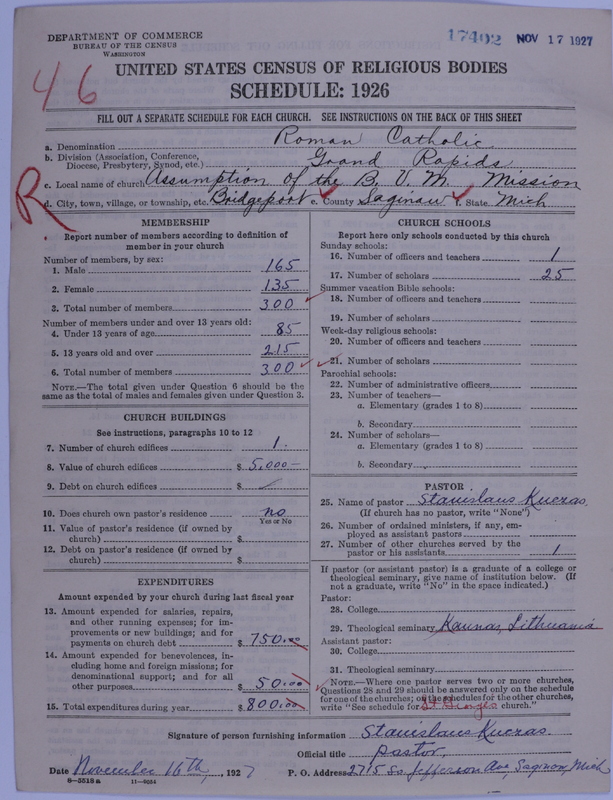 DEPARTMENT OF COMMERCE
BUREAU OF THE CENSUS
WASHINGTON
17402 NOV 17 1927
46
UNITED STATES CENSUS OF RELIGIOUS BODIES
SCHEDULE: 1926
FILL OUT A SEPARATE SCHEDULE FOR EACH CHURCH. SEE INSTRUCTIONS ON THE BACK OF THIS SHEET
a. Denomination Roman Catholic
b. Division (Association, Conference, Diocese, Presbytery, Synod, etc.) Grand Rapids
c. Local name of church Assumption of the B. V. M. Mission
R
d. City, town, village, or township, etc. Bridgeport e. County Saginaw f. State Mich
MEMBERSHIP
Report number of members according to definition of
member in your church
Number of members, by sex:
1. Male 165
2. Female 135
3. Total number of members 300
Number of members under and over 13 years old:
4. Under 13 years of age 85
5. 13 years old and over 215
6. Total number of members 300
NOTE.—The total given under Question 6 should be
same as the total of males and females given under Question 3.
CHURCH BUILDINGS
See instructions, paragraphs 10 to 12
7. Number of church edifices 1.
8. Value of church edifices $ 5,000—
9. Debt on church edifices $
10. Does church own pastor's residence no
Yes or No
11. Value of pastor's residence (if owned by
church) $
12. Debt on pastor's residence (if owned by
church) $
EXPENDITURES
Amount expended by your church during last fiscal year
13. Amount expended for salaries, repairs,
and other running expenses; for im-
provements or new buildings; and for
payments on church debt $ 750.00
14. Amount expended for benevolences, in-
cluding home and foreign missions; for
denominational support; and for all
other purposes $ 50.00
15. Total expenditures during year $ 800.00
CHURCH SCHOOLS
Report here only schools conducted by this church
Sunday schools:
16. Number of officers and teachers 1
17. Number of scholars 25
Summer vacation Bible schools:
18. Number of officers and teachers
19. Number of scholars
Week-day religious schools:
20. Number of officers and teachers
21. Number of scholars
Parochial schools:
22. Number of administrative officers
23. Number of teachers—
a. Elementary (grades 1 to 8)
b. Secondary
24. Number of scholars—
a. Elementary (grades 1 to 8)
b. Secondary
PASTOR
25. Name of pastor Stanislaus Kuczas
(If church has no pastor, write "None")
26. Number of ordained ministers, if any, em-
ployed as assistant pastors
27. Number of other churches served by the
pastor or his assistants 1
If pastor (or assistant pastor) is a graduate of a college or
theological seminary, give name of institution below. (If
not a graduate, write "No" in the space indicated.)
Pastor:
28. College
29. Theological seminary Kaunas, Lithuania
Assistant pastor:
30. College
31. Theological seminary
NOTE.—Where one pastor serves two or more churches,
Questions 28 and 29 should be answered only on the schedule
for one of the churches; on the schedules for the other churches,
write "See schedule for St Georges church."
Signature of person furnishing information Stanislaus Kuczas
Official title pastor
Date November 16th, 1927 P. O. Address 2715 So Jefferson Ave, Saginaw, Mich
8-5518a 11-6034